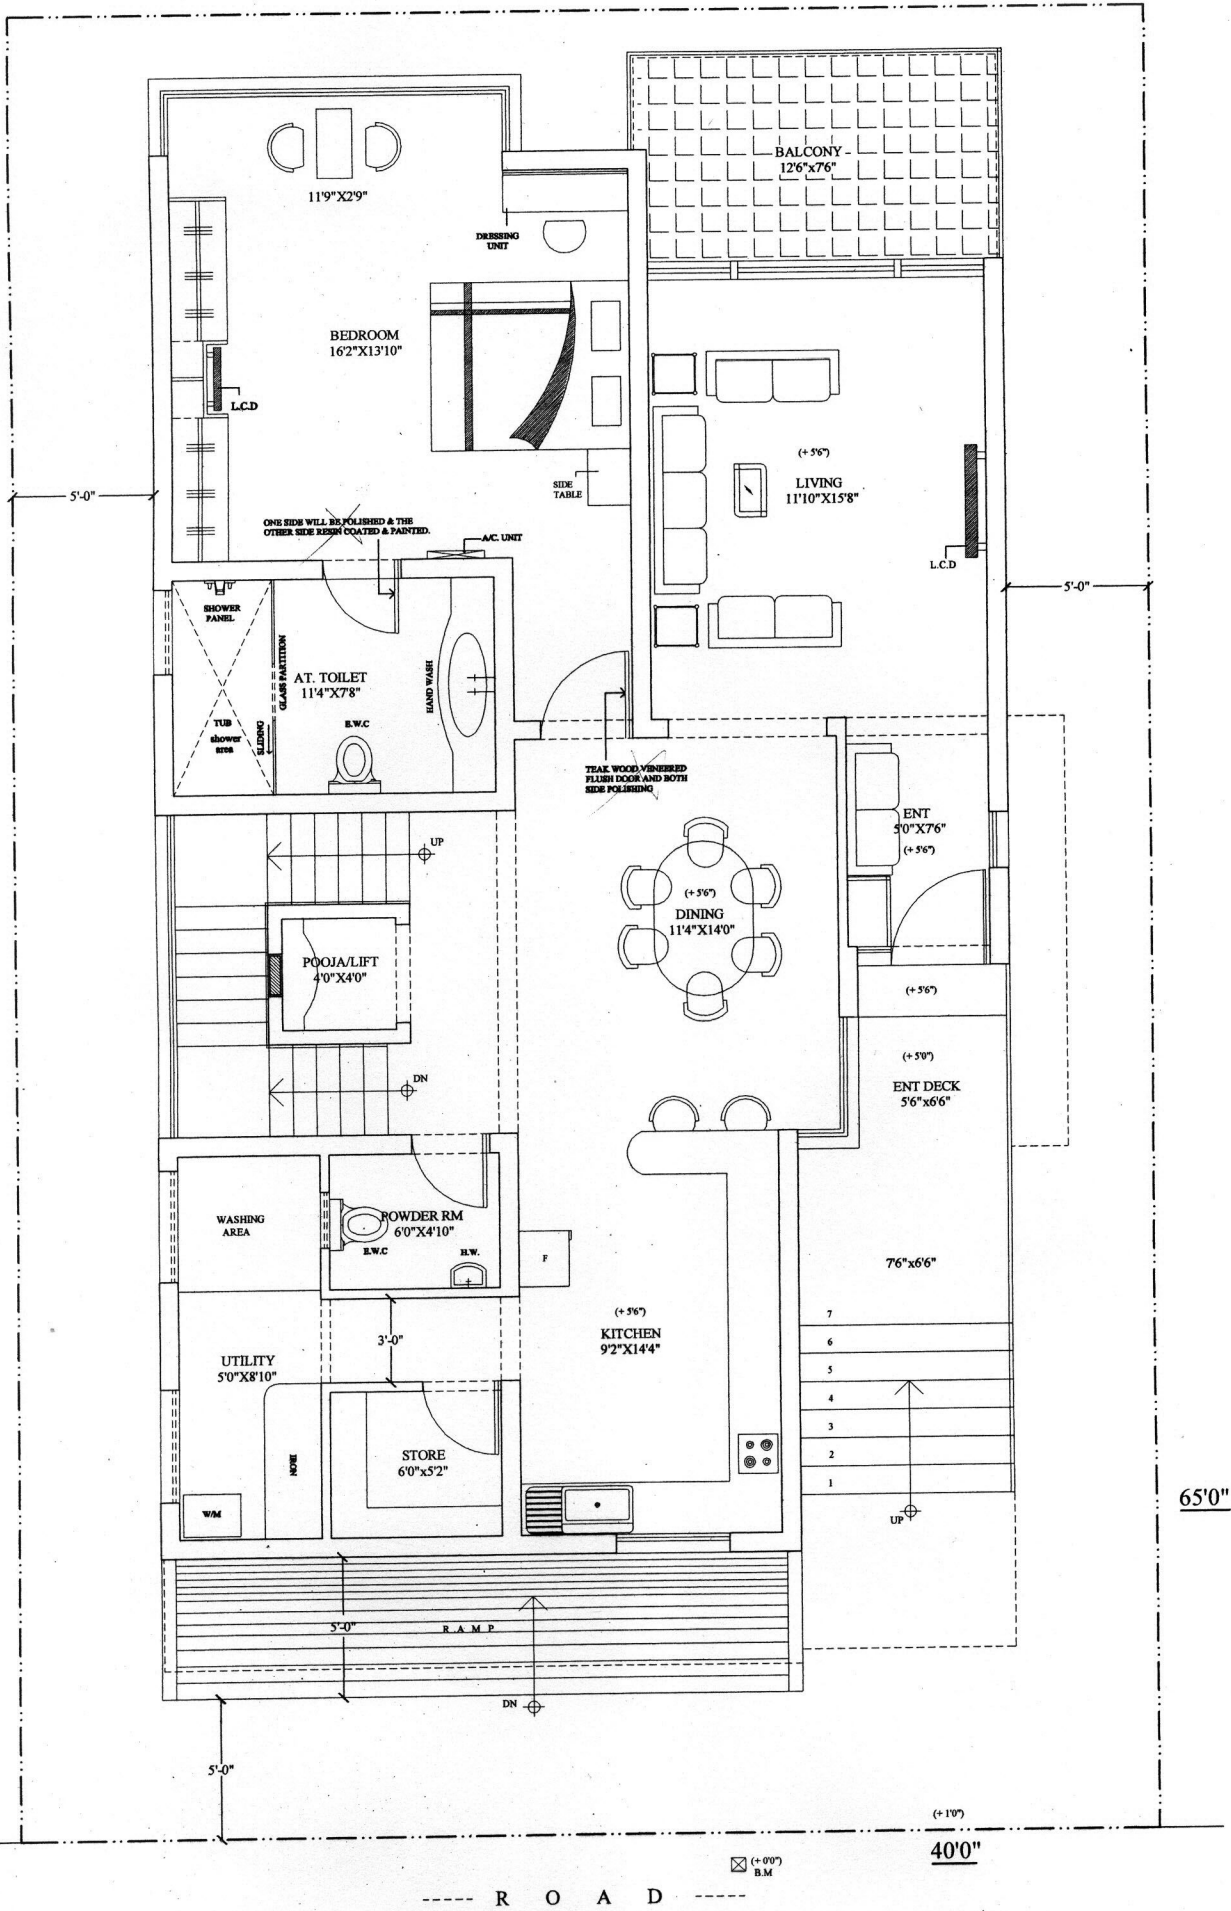 BALCONY
12'6"x7'6"
11'9"X2'9"
DRESSING
UNIT
BEDROOM
16'2"X13'10"
L.C.D
SIDE
TABLE
(+ 5'6")
LIVING
11'10"X15'8"
L.C.D
5'-0"
ONE SIDE WILL BE POLISHED & THE
OTHER SIDE RESIN COATED & PAINTED.
A/C. UNIT
5'-0"
SHOWER
PANEL
GLASS PARTITION
AT. TOILET
11'4"X7'8"
HAND WASH
TUB
shower
area
SLIDING
E.W.C
TEAK WOOD VENEERED
FLUSH DOOR AND BOTH
SIDE POLISHING
ENT
5'0"X7'6"
(+ 5'6")
UP
(+ 5'6")
DINING
11'4"X14'0"
POOJA/LIFT
4'0"X4'0"
(+ 5'6")
(+ 5'0")
ENT DECK
5'6"x6'6"
DN
WASHING
AREA
POWDER RM
6'0"X4'10"
E.W.C
H.W.
F
7'6"x6'6"
(+ 5'6")
KITCHEN
9'2"X14'4"
3'-0"
UTILITY
5'0"X8'10"
7
6
5
4
3
2
1
UP
IRON
STORE
6'0"x5'2"
W/M
65'0"
5'-0"
R A M P
DN
5'-0"
(+ 1'0")
40'0"
(+ 0'0")
B.M
----- R O A D -----